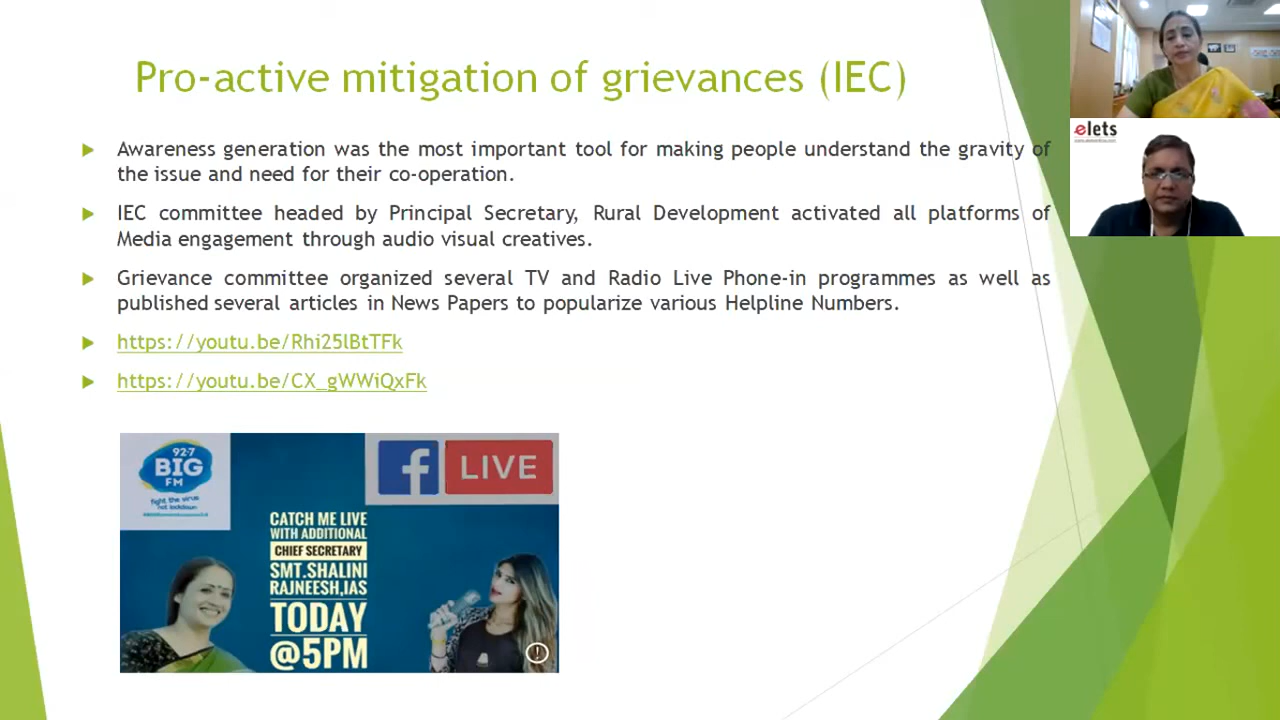 Pro-active mitigation of grievances (IEC)
Awareness generation was the most important tool for making people understand the gravity of
the issue and need for their co-operation.
IEC committee headed by Principal Secretary, Rural Development activated all platforms of
Media engagement through audio visual creatives.
Grievance committee organized several TV and Radio Live Phone-in programmes as well as
published several articles in News Papers to popularize various Helpline Numbers.
https://youtu.be/Rhi25lBtTFk
https://youtu.be/CX_gWWiQxFk
92.7
BIG
FM
fight the virus
not lockdown
f LIVE
CATCH ME LIVE
WITH ADDITIONAL
CHIEF SECRETARY
SMT.SHALINI
RAJNEESH,IAS
TODAY
@5PM
elets